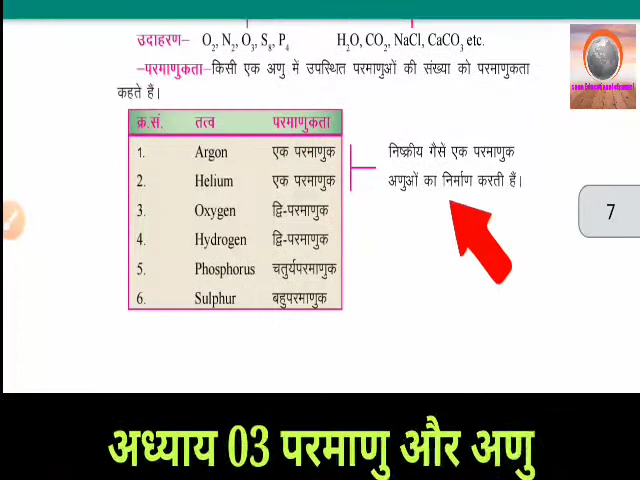 उदाहरण– O₂, N₂, O₃, S₈, P₄ H₂O, CO₂, NaCl, CaCO₃ etc.
–परमाणुकता–किसी एक अणु में उपस्थित परमाणुओं की संख्या को परमाणुकता
कहते हैं।
क्र.सं. तत्व परमाणुकता
1. Argon एक परमाणुक
2. Helium एक परमाणुक
3. Oxygen द्वि-परमाणुक
4. Hydrogen द्वि-परमाणुक
5. Phosphorus चतुर्यपरमाणुक
6. Sulphur बहुपरमाणुक
निष्क्रीय गैसें एक परमाणुक
अणुओं का निर्माण करती हैं।
7
अध्याय 03 परमाणु और अणु